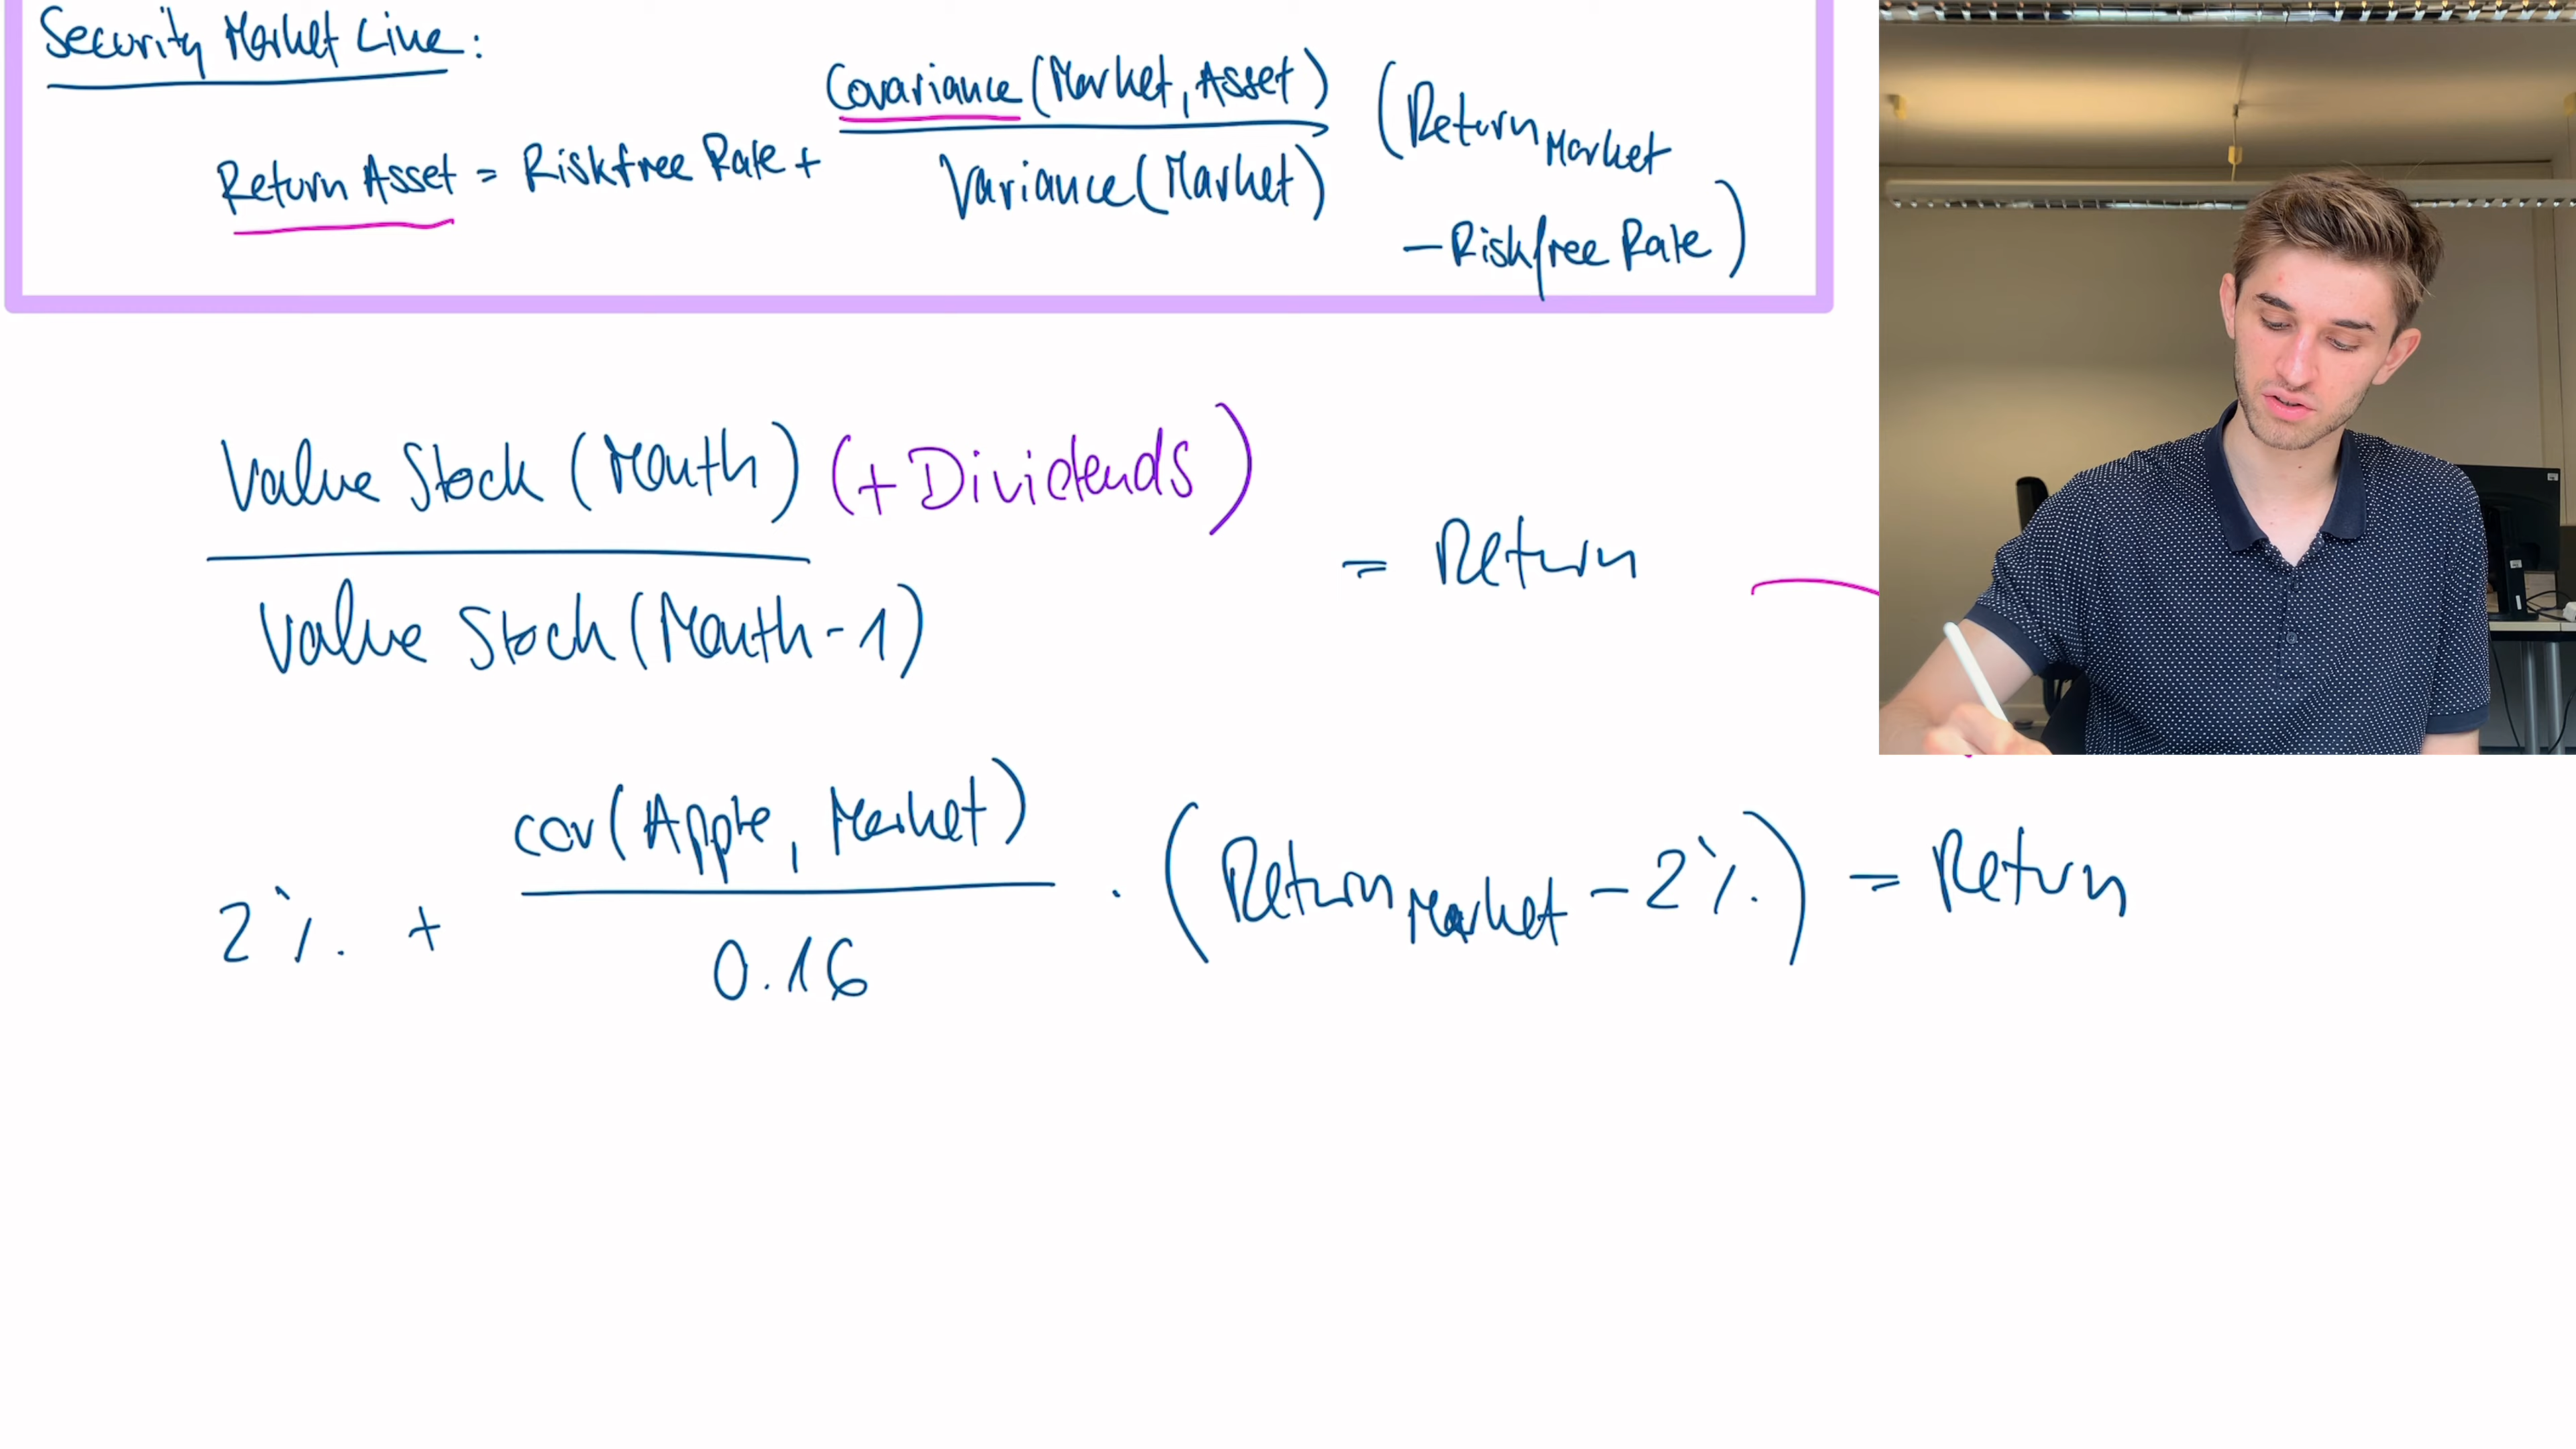 Security Market Line:
Return Asset = Riskfree Rate + Covariance (Market, Asset) / Variance (Market) (Return Market
- Riskfree Rate)
Value Stock (Month) (+ Dividends)
Value Stock (Month - 1)
= Return
cov (Apple, Market)
2% + 0.16 · (Return Market - 2%) = Return